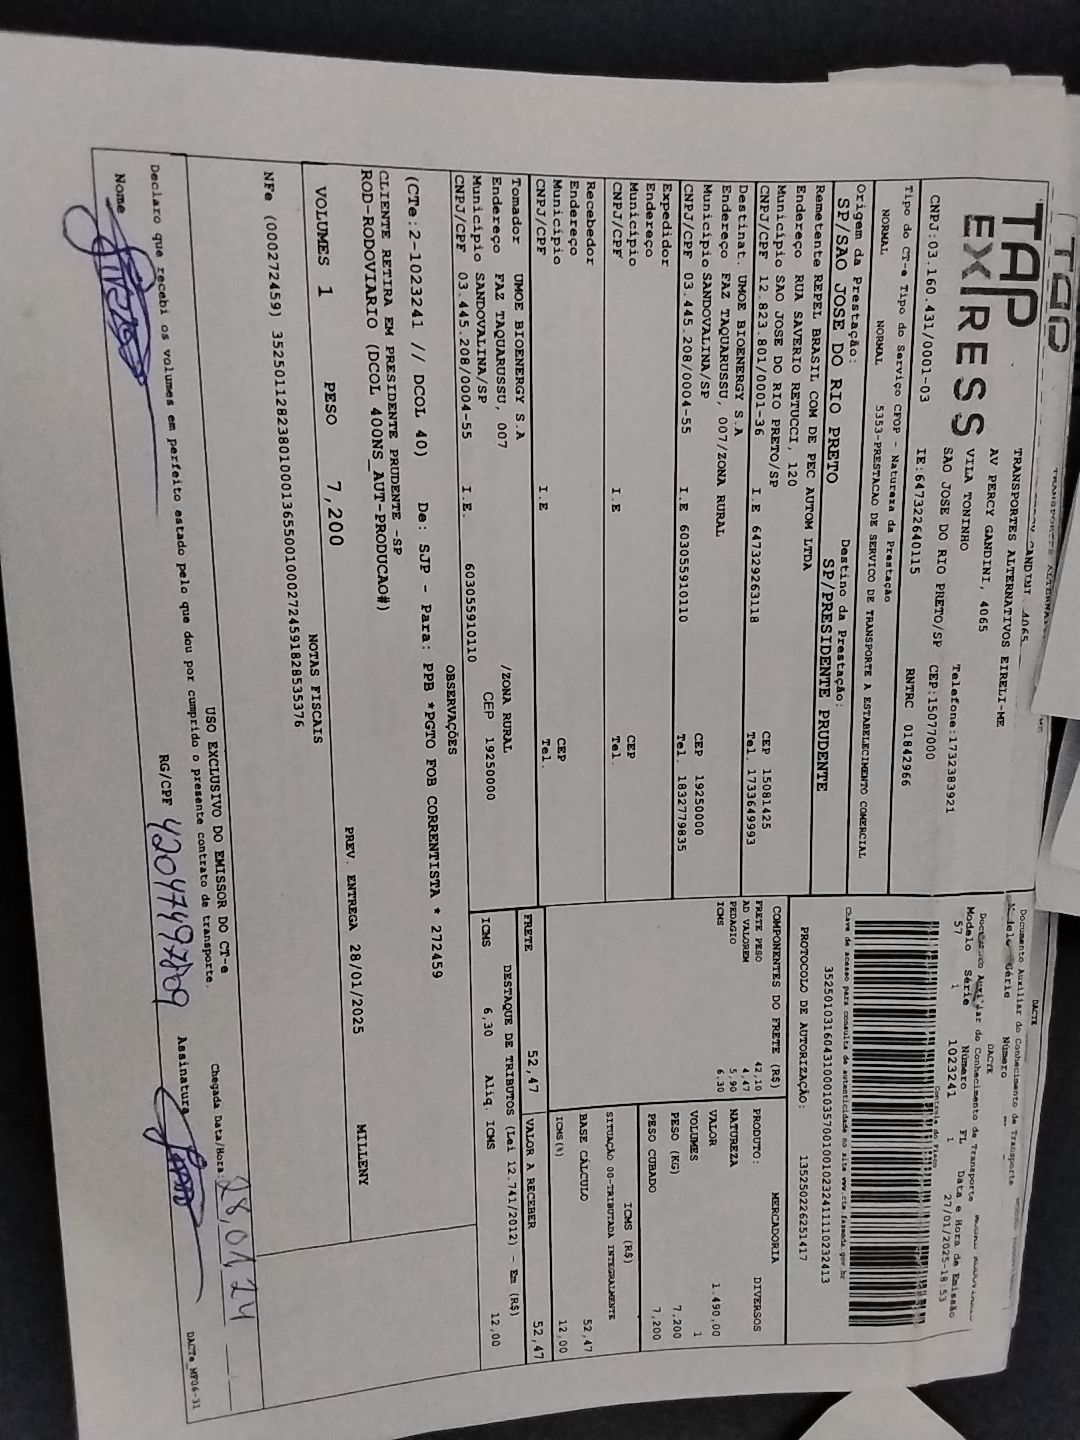 TAP
EXPRESS
TRANSPORTES ALTERNATIVOS EIRELI-ME
AV PERCY GANDINI, 4065
VILA TONINHO
SAO JOSE DO RIO PRETO/SP
Telefone:1732383921
CEP:15077000
CNPJ:03.160.431/0001-03
IE:647322640115
RNTRC 01842966
Tipo do CT-e Tipo do Serviço CFOP - Natureza da Prestação
NORMAL NORMAL 5353-PRESTACAO DE SERVICO DE TRANSPORTE A ESTABELECIMENTO COMERCIAL
Origem da Prestação: Destino da Prestação:
SP/SAO JOSE DO RIO PRETO SP/PRESIDENTE PRUDENTE
Remetente REPEL BRASIL COM DE PEC AUTOM LTDA
Endereço RUA SAVERIO RETUCCI, 120
Município SAO JOSE DO RIO PRETO/SP CEP 15081425
CNPJ/CPF 12.823.801/0001-36 I.E 647329263118 Tel. 1733649993
Destinat. UMOE BIOENERGY S.A
Endereço FAZ TAQUARUSSU, 007/ZONA RURAL
Município SANDOVALINA/SP CEP 19250000
CNPJ/CPF 03.445.208/0004-55 I.E 603055910110 Tel. 1832779835
Expedidor
Endereço
Município CEP
CNPJ/CPF I.E Tel.
Recebedor
Endereço
Município CEP
CNPJ/CPF I.E Tel.
Tomador UMOE BIOENERGY S.A
Endereço FAZ TAQUARUSSU, 007 /ZONA RURAL
Município SANDOVALINA/SP CEP 19250000
CNPJ/CPF 03.445.208/0004-55 I.E. 603055910110
DACTE
Documento Auxiliar do Conhecimento de Transporte
Modelo Série Número FL Data e Hora de Emissão
57 1 1023241 1 27/01/2025-18:53
Controle do Fisco
Chave de acesso para consulta de autenticidade no site www.cte.fazenda.gov.br
35250103160431000103570010010232411110232413
PROTOCOLO DE AUTORIZAÇÃO: 135250226251417
COMPONENTES DO FRETE (R$)
FRETE PESO 42,10
AD VALOREM 4,47
PEDAGIO 5,90
ICMS 6,30
MERCADORIA
PRODUTO: DIVERSOS
NATUREZA
VALOR 1.490,00
VOLUMES 1
PESO (KG) 7,200
PESO CUBADO 7,200
ICMS (R$)
SITUAÇÃO 00-TRIBUTADA INTEGRALMENTE
BASE CÁLCULO 52,47
ICMS(%) 12,00
FRETE 52,47 VALOR A RECEBER 52,47
DESTAQUE DE TRIBUTOS (Lei 12.741/2012) - Em (R$)
ICMS 6,30 Aliq. ICMS 12,00
OBSERVAÇÕES
(CTe:2-1023241 // DCOL 40) De: SJP - Para: PPB *PGTO FOB CORRENTISTA * 272459
CLIENTE RETIRA EM PRESIDENTE PRUDENTE -SP
ROD-RODOVIARIO (DCOL 400NS_AUT-PRODUCAO#)
PREV. ENTREGA 28/01/2025 MILLENY
VOLUMES 1 PESO 7,200
NOTAS FISCAIS
NFe (000272459) 35250112823801000136550010002724591828535376
USO EXCLUSIVO DO EMISSOR DO CT-e
Declaro que recebi os volumes em perfeito estado pelo que dou por cumprido o presente contrato de transporte.
Chegada Data/Hora 28/01/24
Nome RG/CPF 42047497809 Assinatura
DACTe_MF06-31